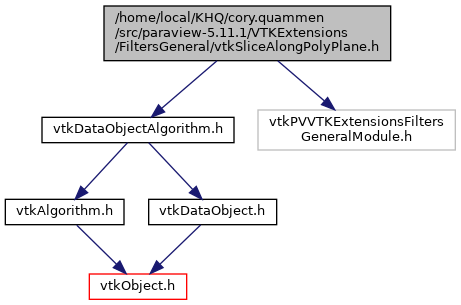 /home/local/KHQ/cory.quammen
/src/paraview-5.11.1/VTKExtensions
/FiltersGeneral/vtkSliceAlongPolyPlane.h
vtkDataObjectAlgorithm.h
vtkPVVTKExtensionsFilters
GeneralModule.h
vtkAlgorithm.h
vtkDataObject.h
vtkObject.h